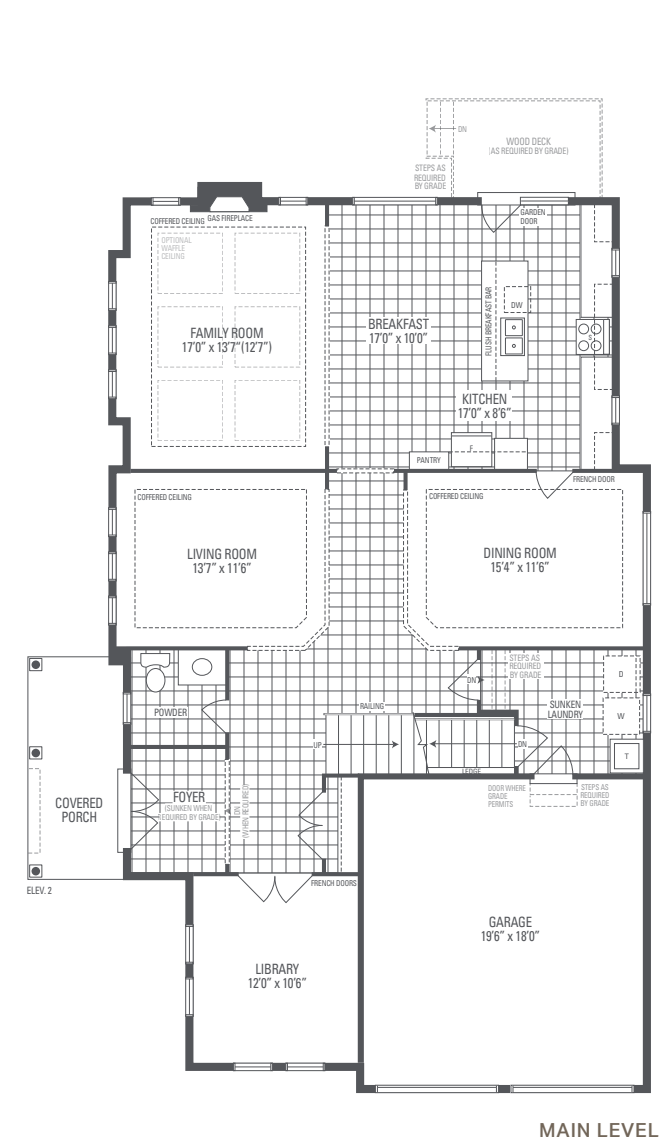 DN
WOOD DECK
(AS REQUIRED BY GRADE)
STEPS AS
REQUIRED
BY GRADE
COFFERED CEILING
GAS FIREPLACE
GARDEN
DOOR
OPTIONAL
WAFFLE
CEILING
FLUSH BREAKFAST BAR
DW
FAMILY ROOM
17'0" x 13'7" (12'7")
BREAKFAST
17'0" x 10'0"
S
KITCHEN
17'0" x 8'6"
F
PANTRY
FRENCH DOOR
COFFERED CEILING
COFFERED CEILING
LIVING ROOM
13'7" x 11'6"
DINING ROOM
15'4" x 11'6"
STEPS AS
REQUIRED
BY GRADE
DN
D
POWDER
RAILING
SUNKEN
LAUNDRY
W
UP
DN
T
LEDGE
COVERED
PORCH
FOYER
(SUNKEN WHEN
REQUIRED BY GRADE)
DN
(WHEN REQUIRED)
DOOR WHERE
GRADE
PERMITS
STEPS AS
REQUIRED
BY GRADE
ELEV. 2
FRENCH DOORS
GARAGE
19'6" x 18'0"
LIBRARY
12'0" x 10'6"
MAIN LEVEL